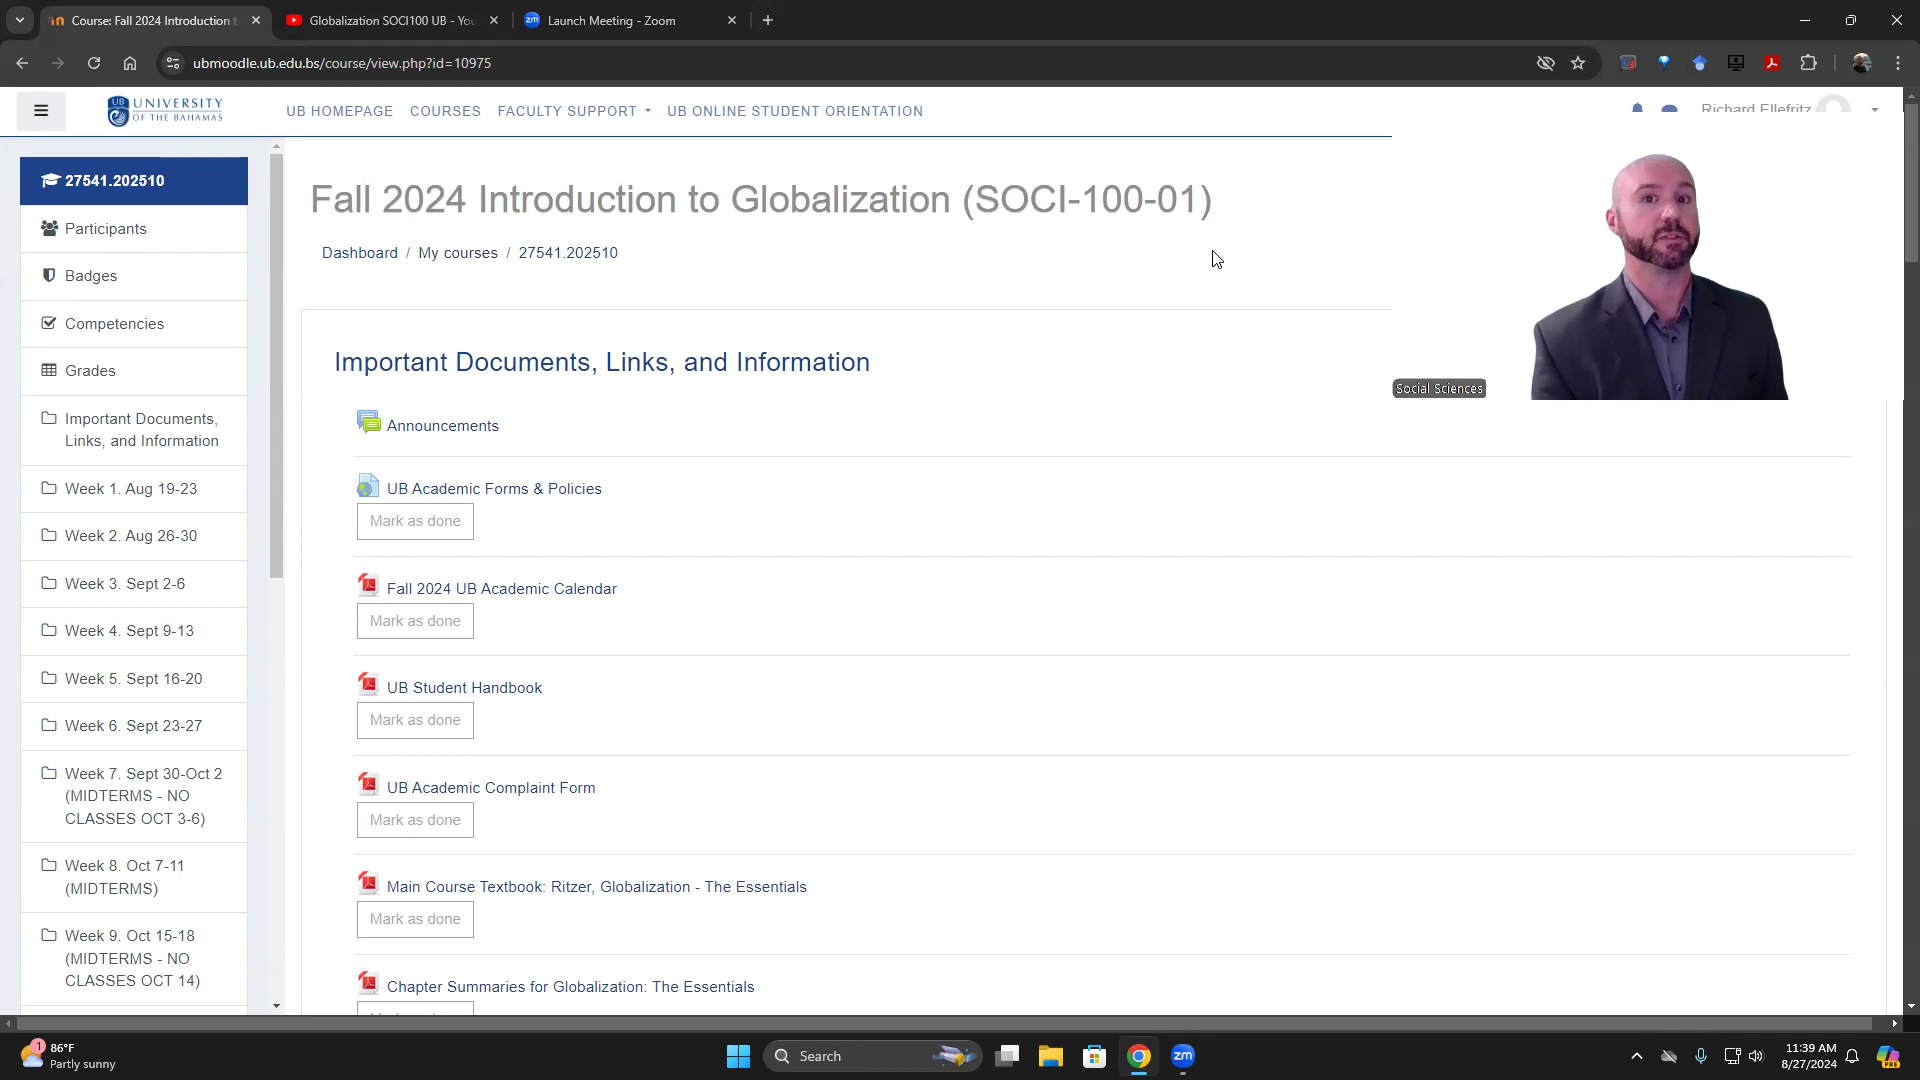 Course: Fall 2024 Introduction t
Globalization SOCI100 UB - You
Launch Meeting - Zoom
ubmoodle.ub.edu.bs/course/view.php?id=10975
UB UNIVERSITY
OF THE BAHAMAS
UB HOMEPAGE
COURSES
FACULTY SUPPORT
UB ONLINE STUDENT ORIENTATION
Richard Ellefritz
27541.202510
Participants
Badges
Competencies
Grades
Important Documents,
Links, and Information
Week 1. Aug 19-23
Week 2. Aug 26-30
Week 3. Sept 2-6
Week 4. Sept 9-13
Week 5. Sept 16-20
Week 6. Sept 23-27
Week 7. Sept 30-Oct 2
(MIDTERMS - NO
CLASSES OCT 3-6)
Week 8. Oct 7-11
(MIDTERMS)
Week 9. Oct 15-18
(MIDTERMS - NO
CLASSES OCT 14)
Fall 2024 Introduction to Globalization (SOCI-100-01)
Dashboard / My courses / 27541.202510
Important Documents, Links, and Information
Announcements
UB Academic Forms & Policies
Mark as done
Fall 2024 UB Academic Calendar
Mark as done
UB Student Handbook
Mark as done
UB Academic Complaint Form
Mark as done
Main Course Textbook: Ritzer, Globalization - The Essentials
Mark as done
Chapter Summaries for Globalization: The Essentials
Social Sciences
1
86°F
Partly sunny
Search
zm
11:39 AM
8/27/2024
PRE